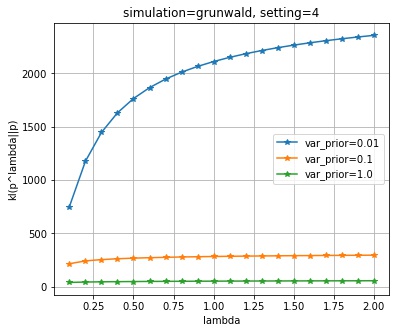 simulation=grunwald, setting=4
kl(p^lambda||p)
2000
1500
1000
500
0
var_prior=0.01
var_prior=0.1
var_prior=1.0
0.25 0.50 0.75 1.00 1.25 1.50 1.75 2.00
lambda